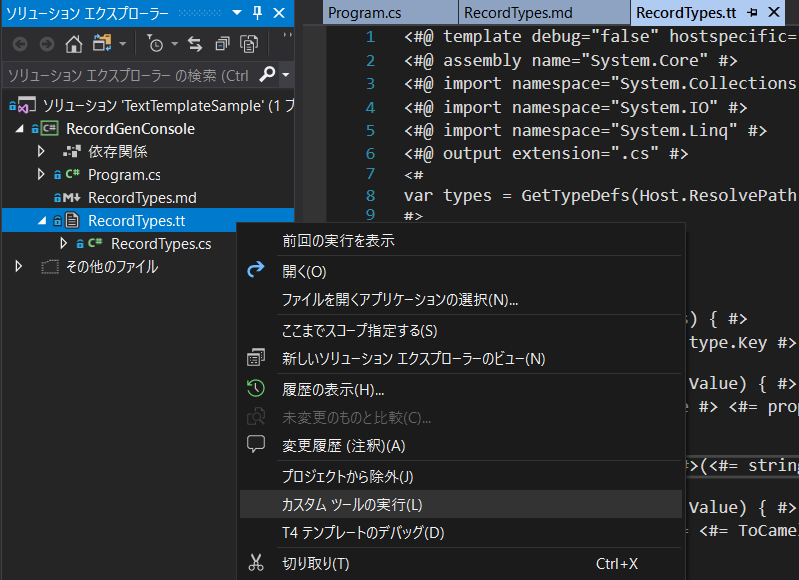 ソリューション エクスプローラー
ソリューション エクスプローラー の検索 (Ctrl
ソリューション 'TextTemplateSample' (1 プ
RecordGenConsole
依存関係
Program.cs
RecordTypes.md
RecordTypes.tt
RecordTypes.cs
その他のファイル
Program.cs
RecordTypes.md
RecordTypes.tt
1 <#@ template debug="false" hostspecific=
2 <#@ assembly name="System.Core" #>
3 <#@ import namespace="System.Collections
4 <#@ import namespace="System.IO" #>
5 <#@ import namespace="System.Linq" #>
6 <#@ output extension=".cs" #>
7 <#
8 var types = GetTypeDefs(Host.ResolvePath
9 #>
) { #>
type.Key #>
Value) { #>
#> <#= prop
>(<#= string
Value) { #>
<#= ToCame
前回の実行を表示
開く(O)
ファイルを開くアプリケーションの選択(N)...
ここまでスコープ指定する(S)
新しいソリューション エクスプローラーのビュー(N)
履歴の表示(H)...
未変更のものと比較(C)...
変更履歴 (注釈)(A)
プロジェクトから除外(J)
カスタム ツールの実行(L)
T4 テンプレートのデバッグ(D)
切り取り(T) Ctrl+X